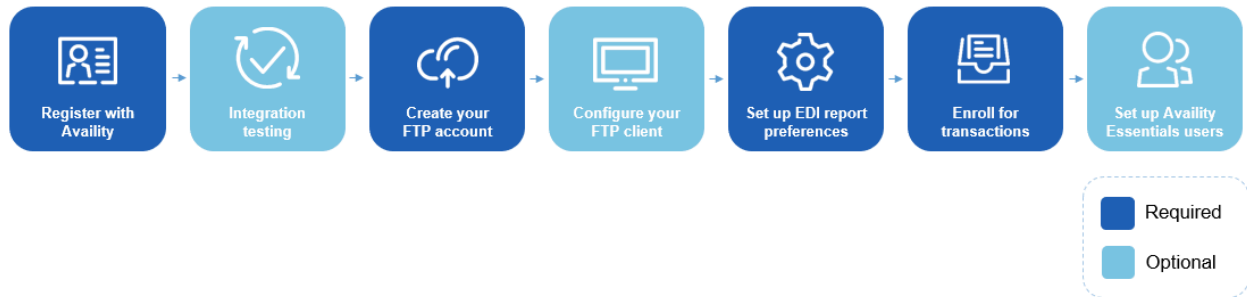 Register with
Availity
Integration
testing
Create your
FTP account
Configure your
FTP client
Set up EDI report
preferences
Enroll for
transactions
Set up Availity
Essentials users
Required
Optional